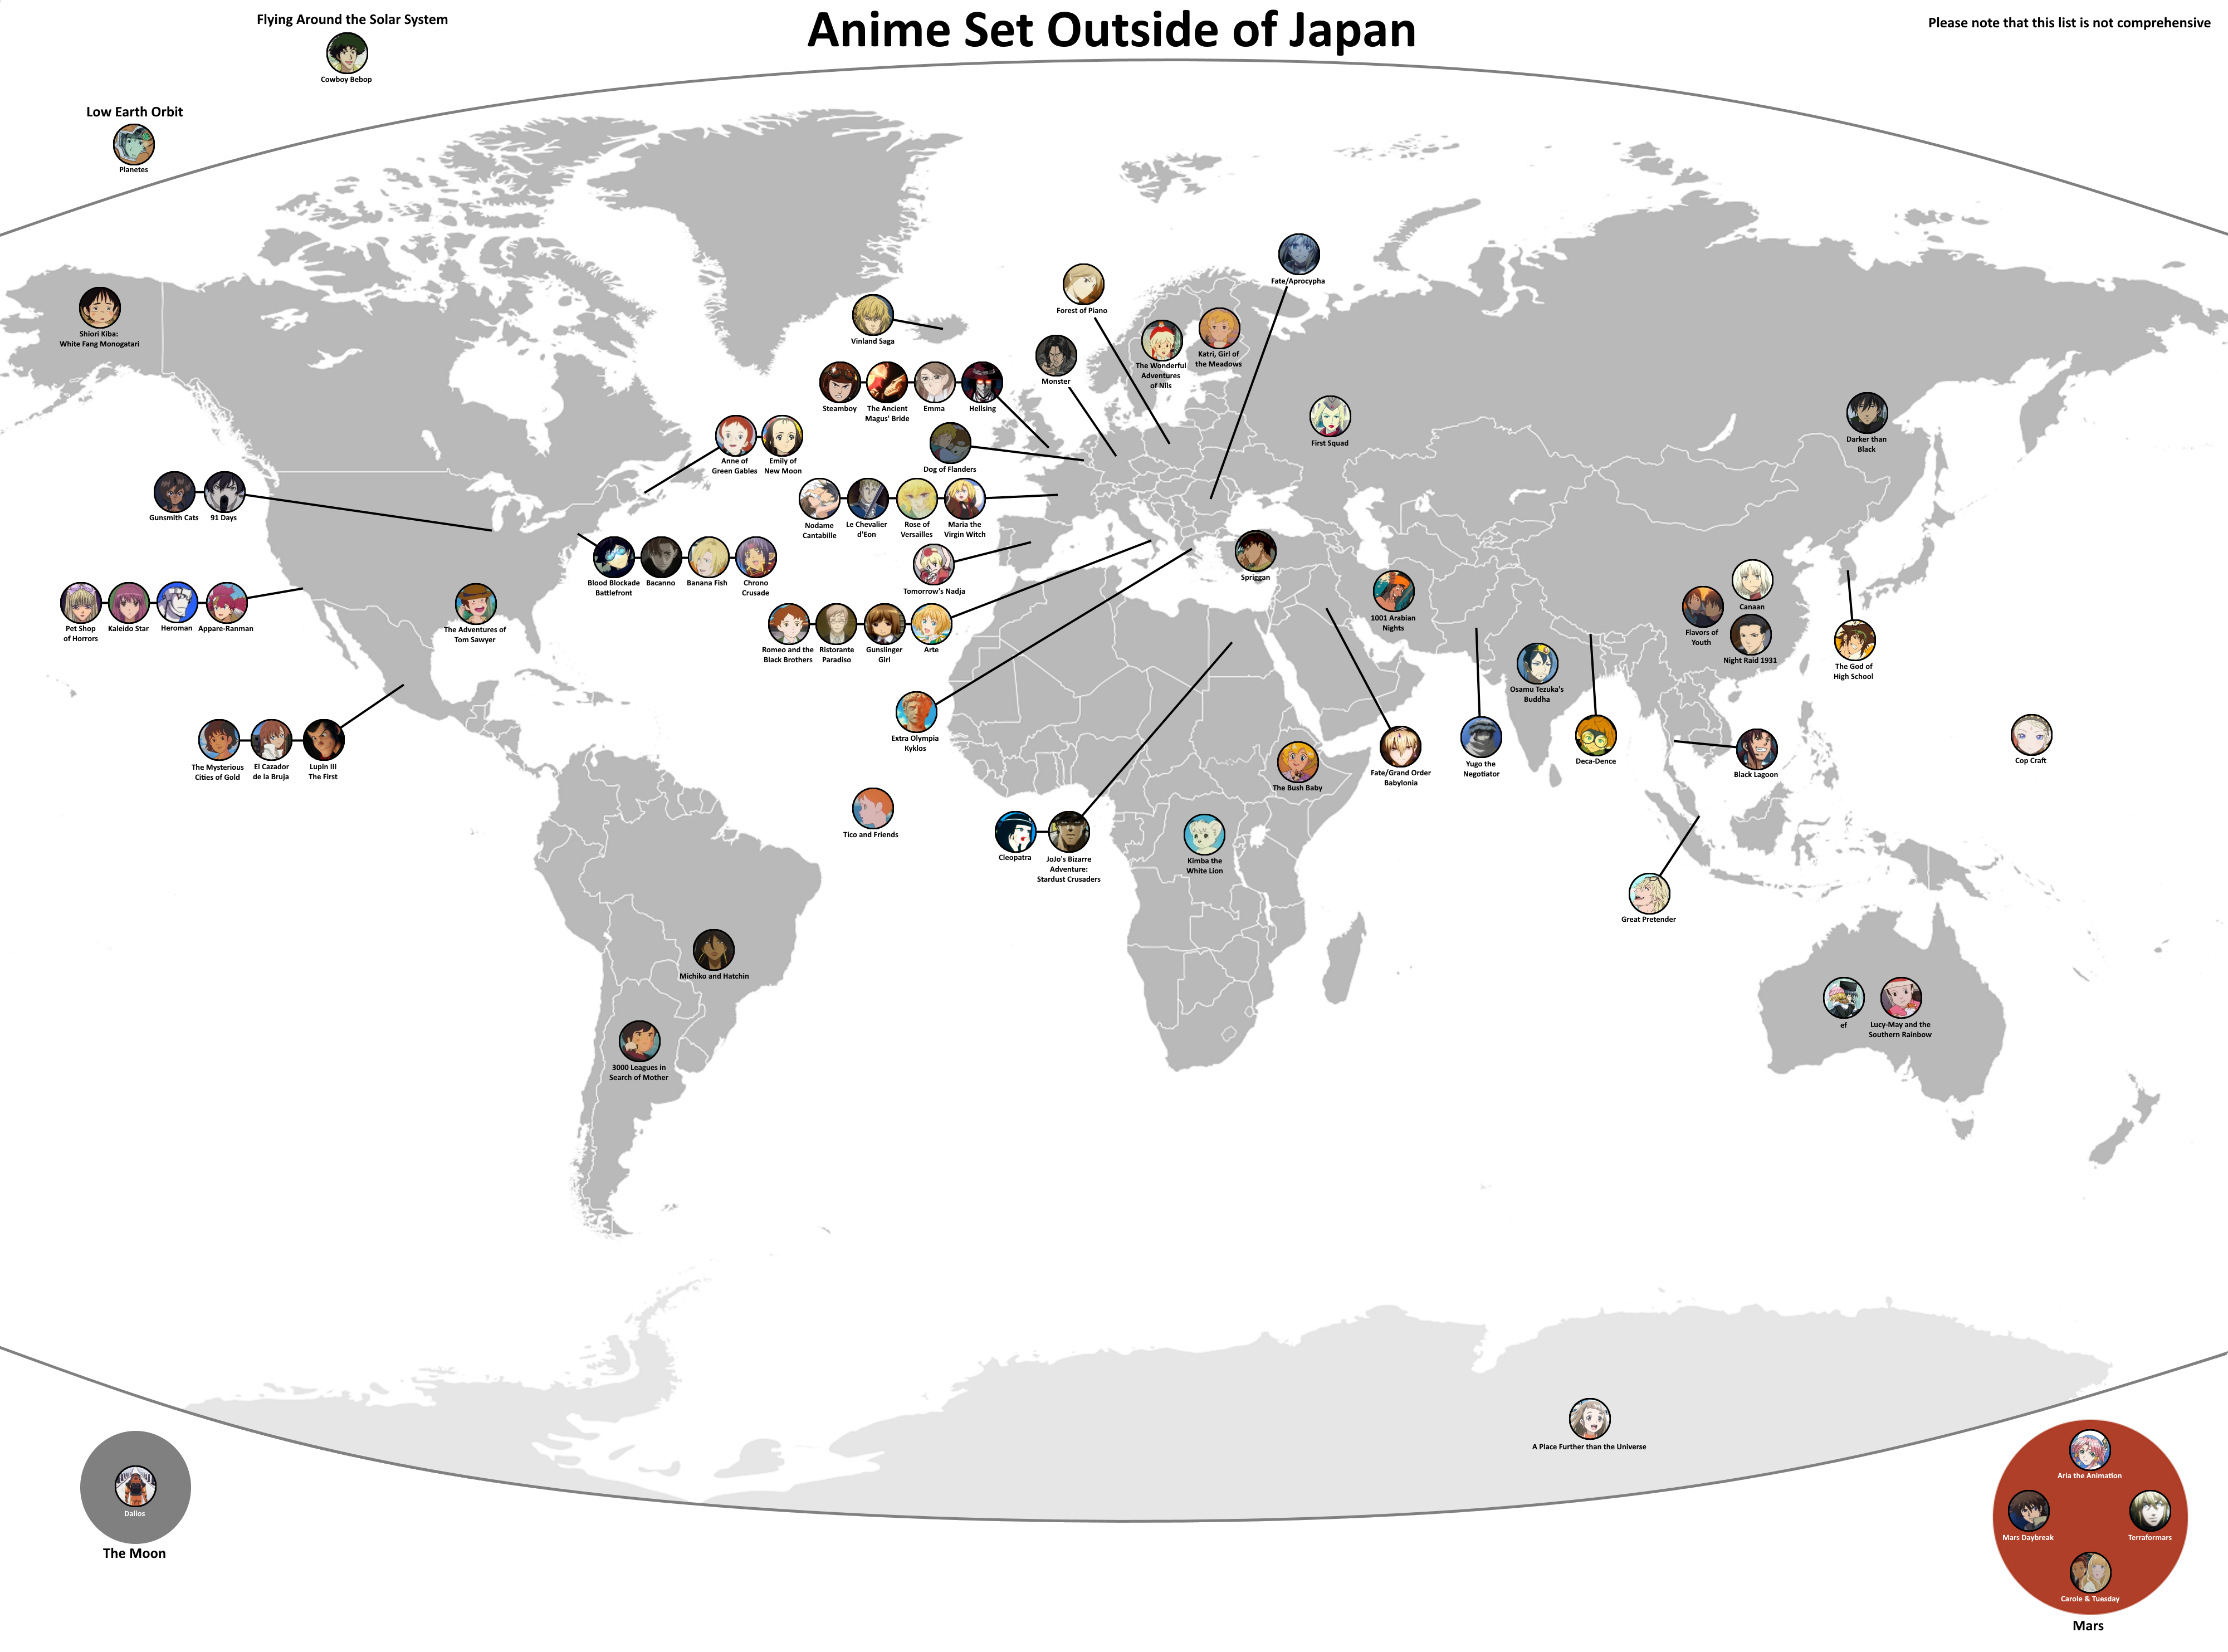 Anime Set Outside of Japan
Please note that this list is not comprehensive
Flying Around the Solar System
Cowboy Bebop
Low Earth Orbit
Planetes
Shiori Kiba:
White Fang Monogatari
Vinland Saga
Forest of Piano
Fate/Aprocypha
Monster
The Wonderful
Adventures
of Nils
Katri, Girl of
the Meadows
Steamboy
The Ancient
Magus' Bride
Emma
Hellsing
First Squad
Darker than
Black
Anne of
Green Gables
Emily of
New Moon
Dog of Flanders
Gunsmith Cats
91 Days
Nodame
Cantabille
Le Chevalier
d'Eon
Rose of
Versailles
Maria the
Virgin Witch
Blood Blockade
Battlefront
Bacanno
Banana Fish
Chrono
Crusade
Tomorrow's Nadja
Spriggan
Pet Shop
of Horrors
Kaleido Star
Heroman
Appare-Ranman
The Adventures of
Tom Sawyer
Romeo and the
Black Brothers
Ristorante
Paradiso
Gunslinger
Girl
Arte
1001 Arabian
Nights
Canaan
Flavors of
Youth
Night Raid 1931
The God of
High School
Osamu Tezuka's
Buddha
The Mysterious
Cities of Gold
El Cazador
de la Bruja
Lupin III
The First
Extra Olympia
Kyklos
The Bush Baby
Fate/Grand Order
Babylonia
Yugo the
Negotiator
Deca-Dence
Black Lagoon
Cop Craft
Tico and Friends
Cleopatra
JoJo's Bizarre
Adventure:
Stardust Crusaders
Kimba the
White Lion
Great Pretender
Michiko and Hatchin
3000 Leagues in
Search of Mother
ef
Lucy-May and the
Southern Rainbow
A Place Further than the Universe
Dallos
The Moon
Aria the Animation
Mars Daybreak
Terraformars
Carole & Tuesday
Mars